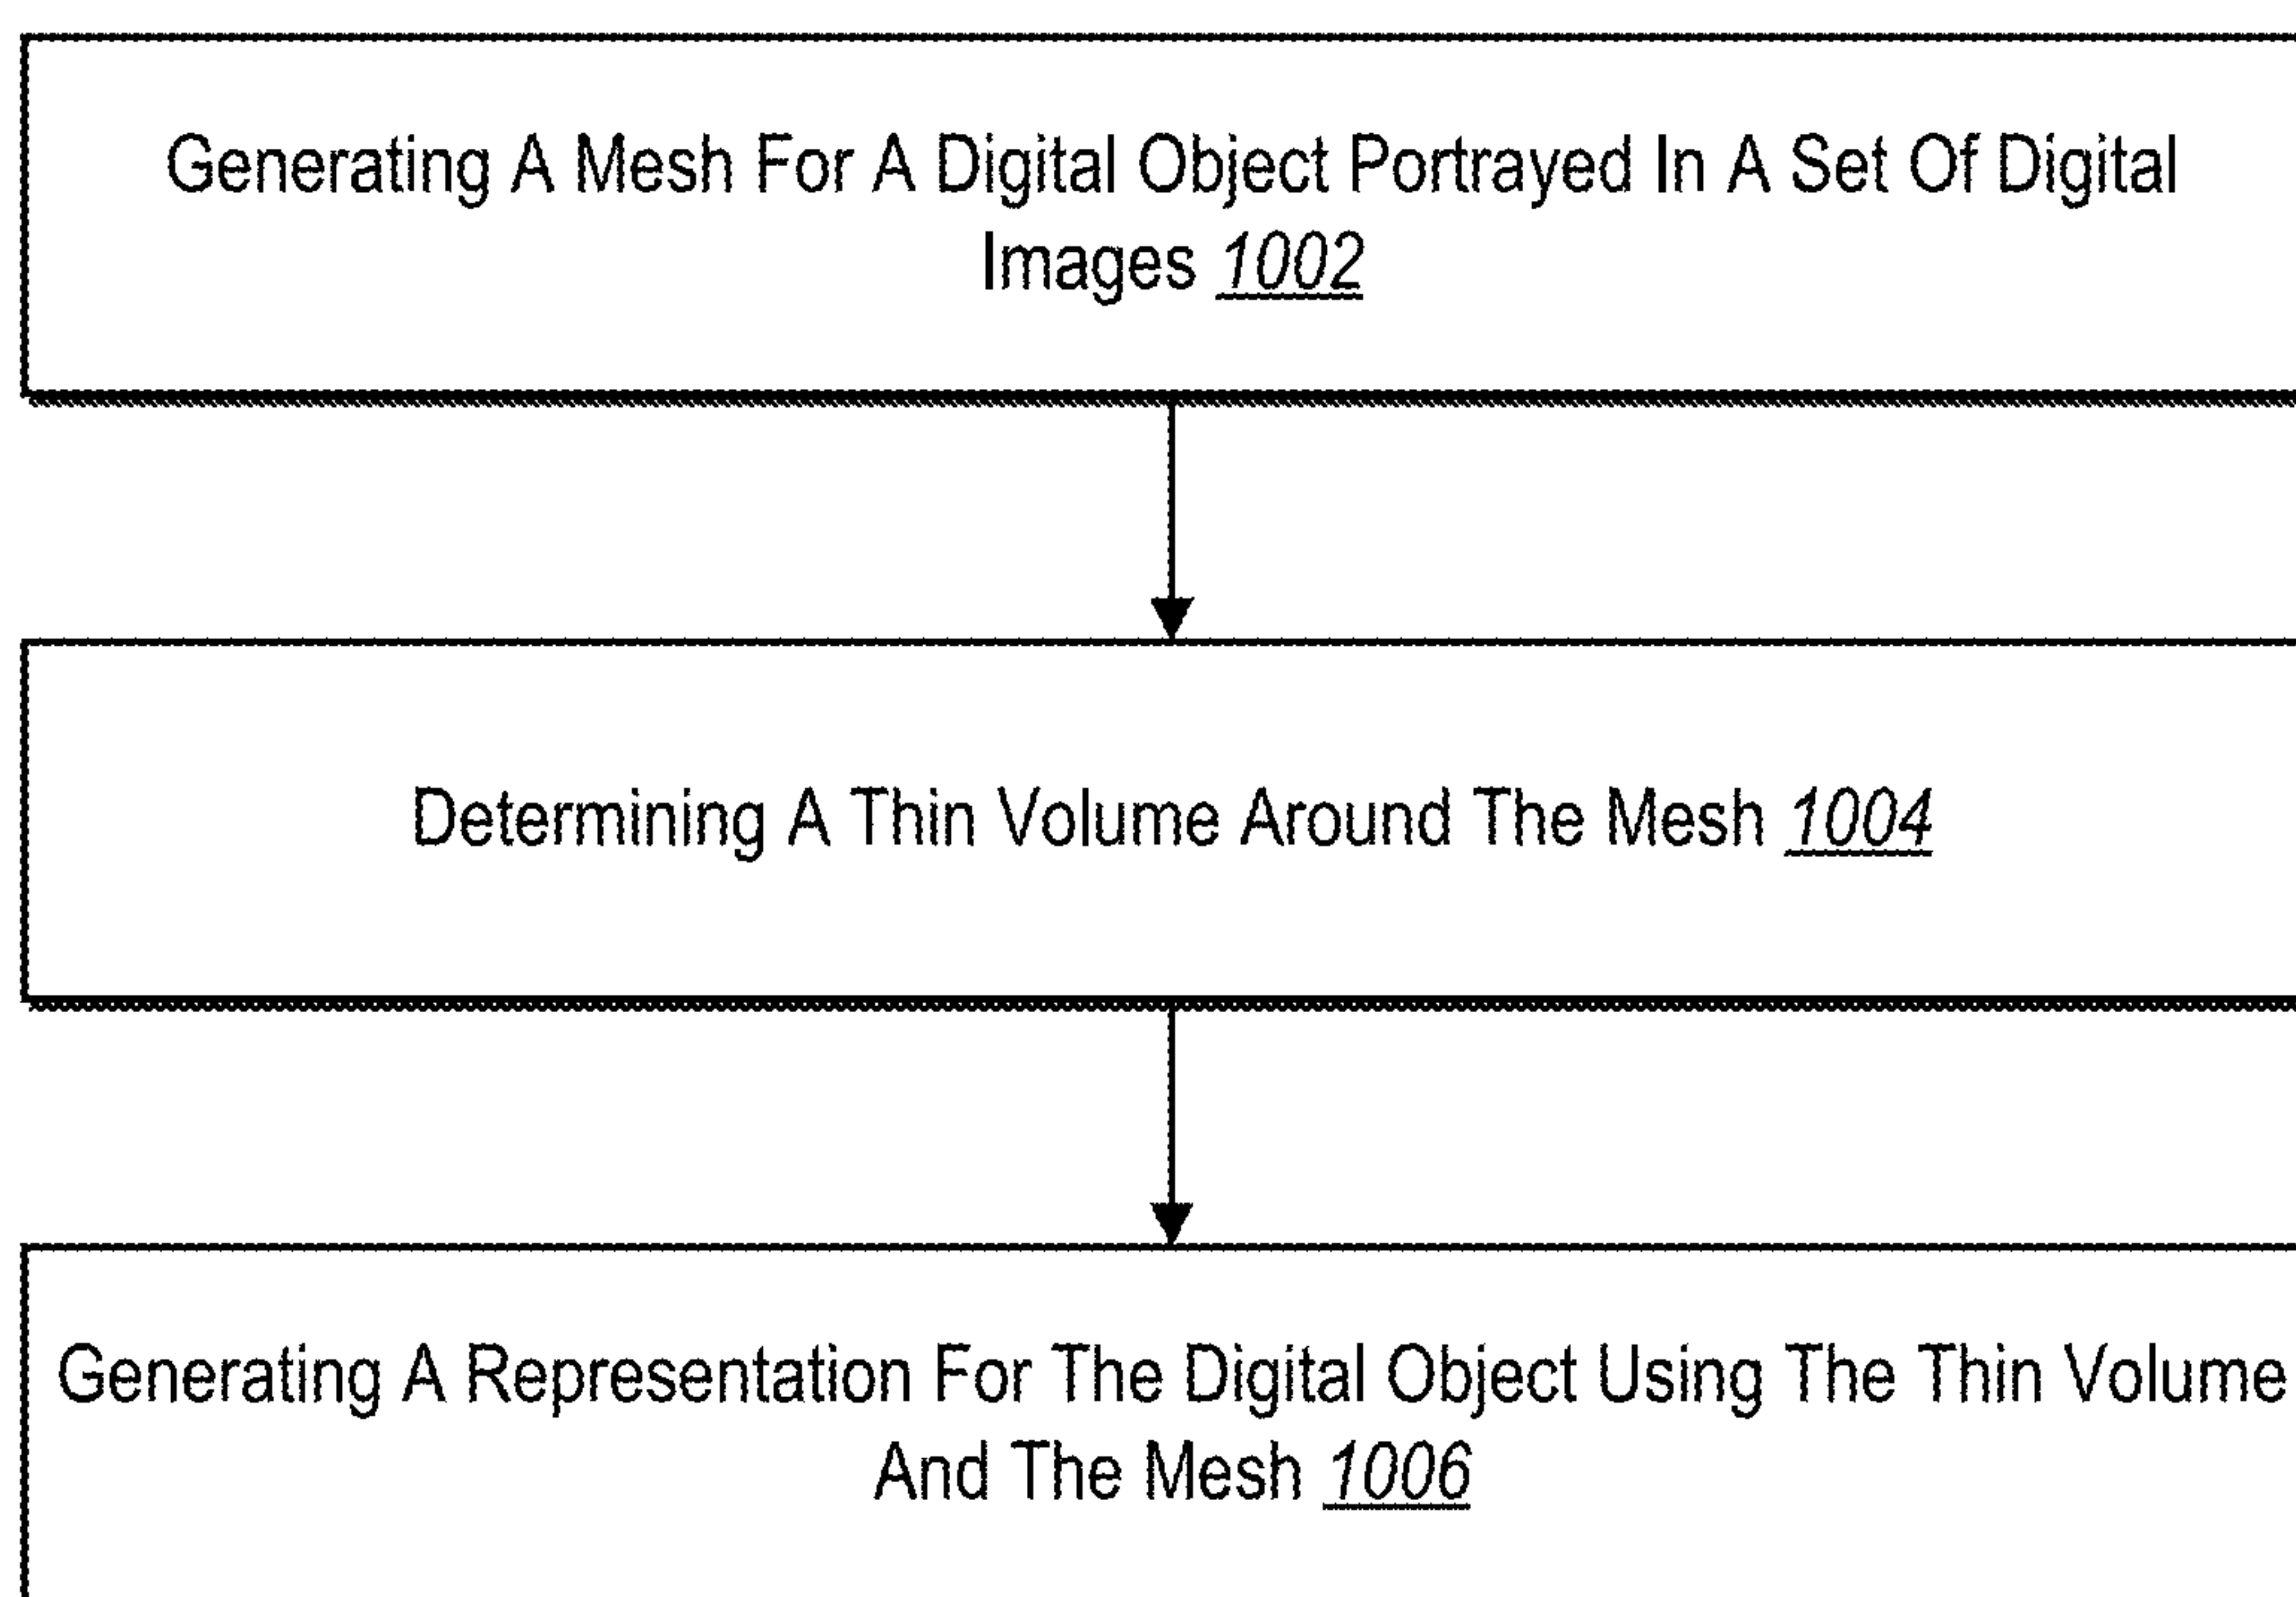 Generating A Mesh For A Digital Object Portrayed In A Set Of Digital
Images 1002
Determining A Thin Volume Around The Mesh 1004
Generating A Representation For The Digital Object Using The Thin Volume
And The Mesh 1006